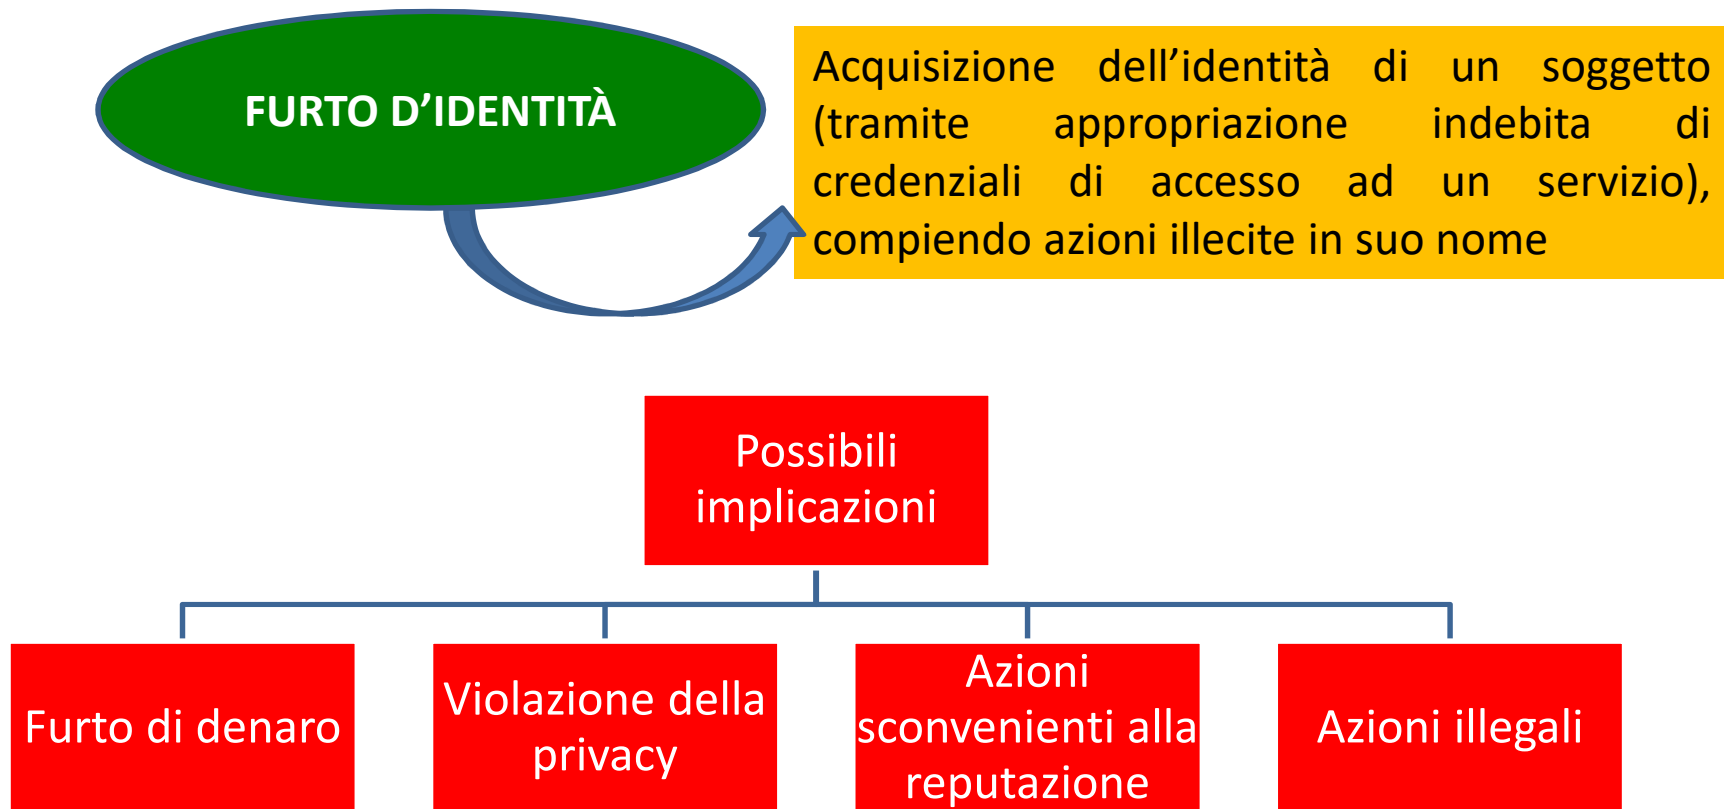 FURTO D’IDENTITÀ
Acquisizione dell’identità di un soggetto
(tramite appropriazione indebita di
credenziali di accesso ad un servizio),
compiendo azioni illecite in suo nome
Possibili
implicazioni
Furto di denaro
Violazione della
privacy
Azioni
sconvenienti alla
reputazione
Azioni illegali